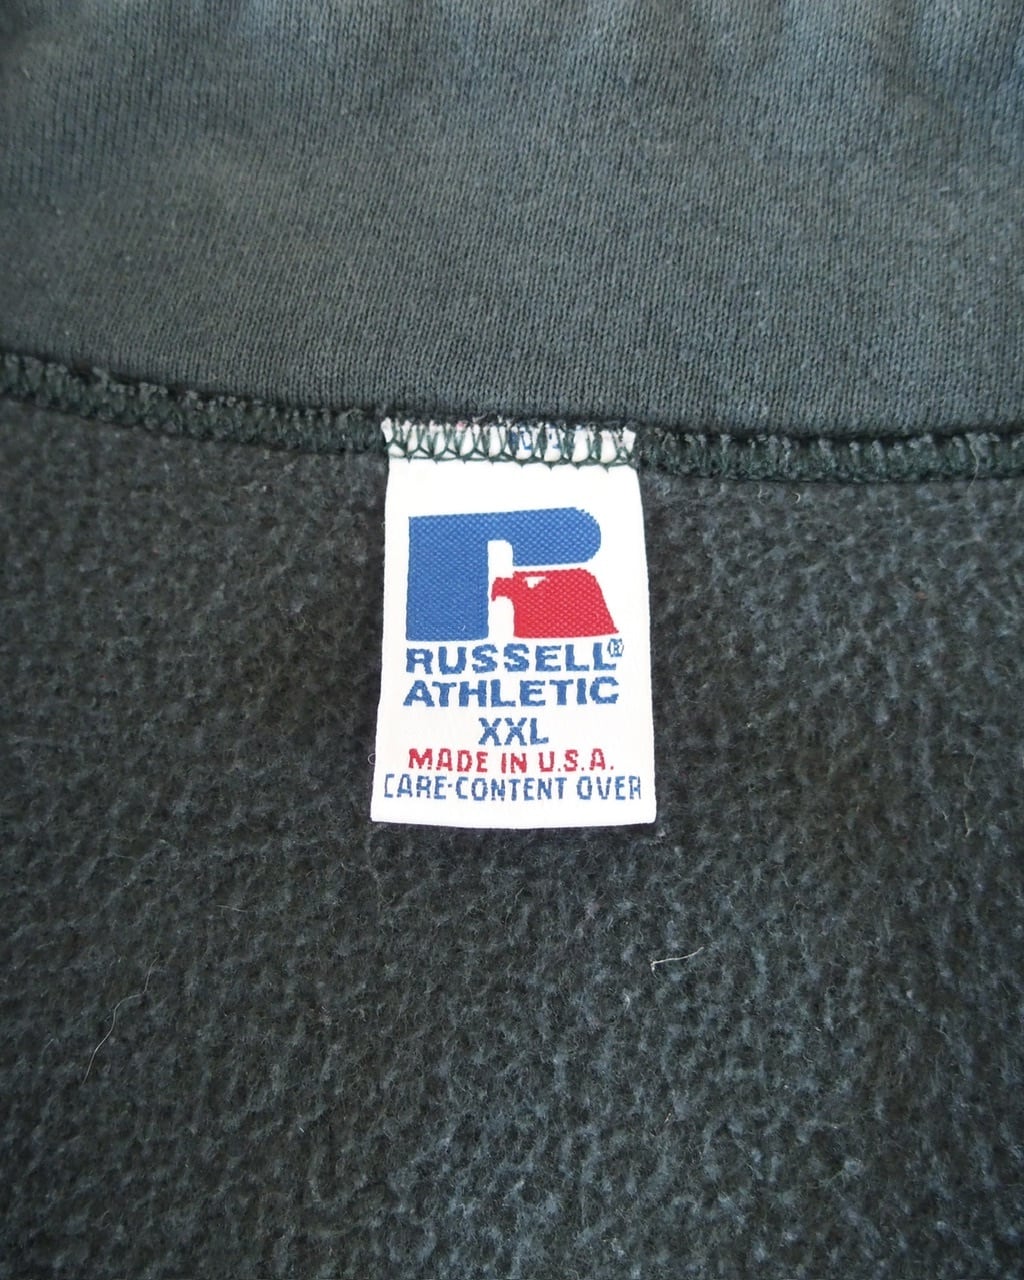 RUSSELL®
ATHLETIC
XXL
MADE IN U.S.A.
CARE-CONTENT OVER